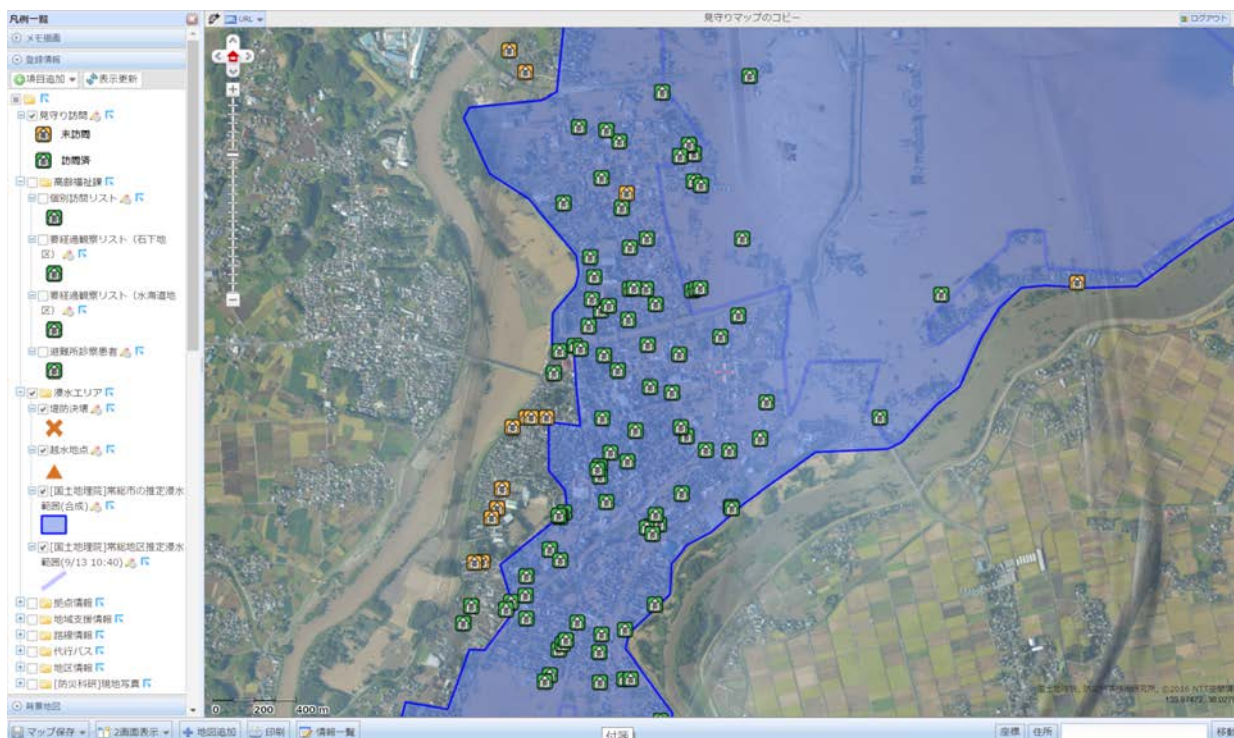 凡例一覧
URL
見守りマップのコピー
ログアウト
メモ描画
登録情報
項目追加
表示更新
見守り訪問
未訪問
訪問済
高齢福祉課
個別訪問リスト
要経過観察リスト（石下地
区）
要経過観察リスト（水海道地
区）
避難所診察患者
浸水エリア
堤防決壊
越水地点
[国土地理院]常総市の推定浸水
範囲(合成)
[国土地理院]常総地区推定浸水
範囲(9/13 10:40)
拠点情報
地域支援情報
路線情報
代行バス
地区情報
[防災科研]現地写真
背景地図
0 200 400 m
マップ保存
2画面表示
地図追加
印刷
情報一覧
付箋
座標
住所
移動